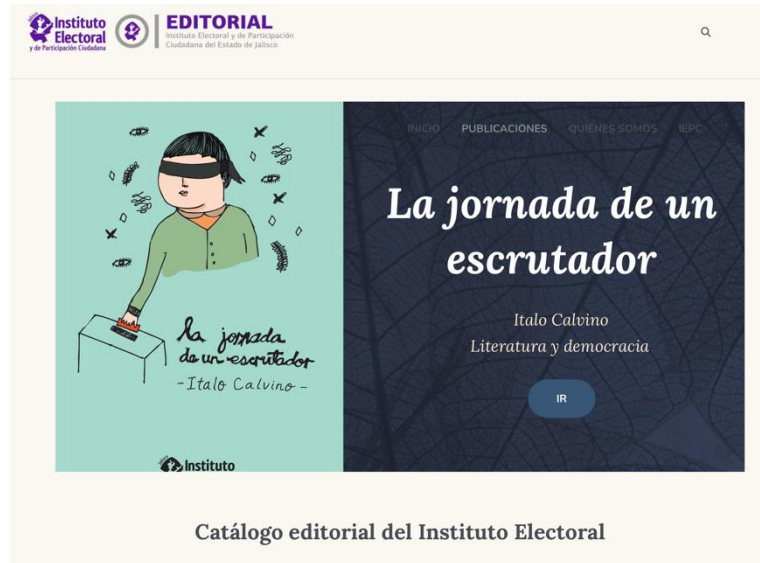 Instituto
Electoral
y de Participación Ciudadana
EDITORIAL
Instituto Electoral y de Participación
Ciudadana del Estado de Jalisco
INICIO PUBLICACIONES QUIENES SOMOS IEPC
La jornada de un
escrutador
Italo Calvino
Literatura y democracia
IR
la jornada
de un escrutador
-Italo Calvino-
Instituto
Catálogo editorial del Instituto Electoral